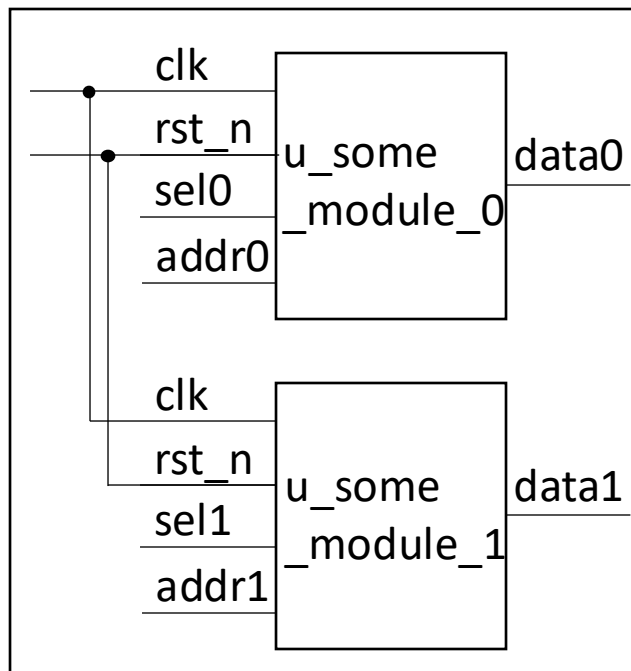 clk
rst_n
sel0
addr0
u_some
_module_0
data0
clk
rst_n
sel1
addr1
u_some
_module_1
data1